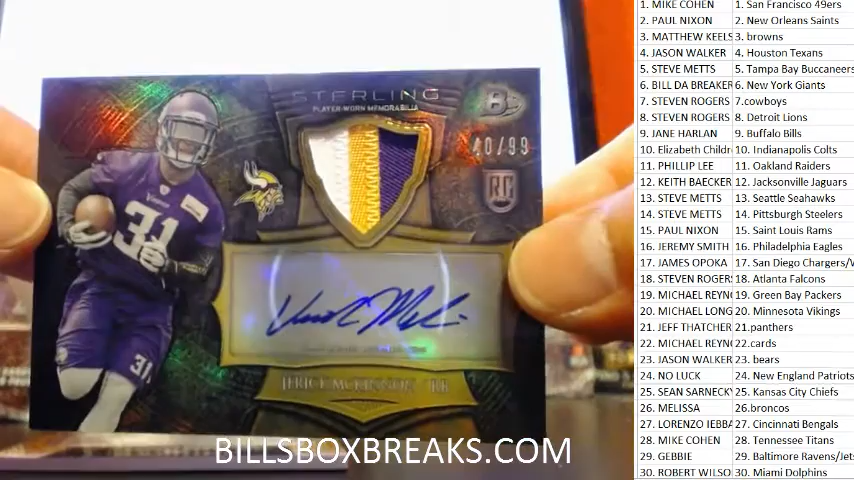 STERLING
PLAYER-WORN MEMORABILIA
B
40/99
RC
31
31
JERICK MCKINNON RB
BILLSBOXBREAKS.COM
1. MIKE COHEN 1. San Francisco 49ers
2. PAUL NIXON 2. New Orleans Saints
3. MATTHEW KEELS 3. browns
4. JASON WALKER 4. Houston Texans
5. STEVE METTS 5. Tampa Bay Buccaneers
6. BILL DA BREAKER 6. New York Giants
7. STEVEN ROGERS 7.cowboys
8. STEVEN ROGERS 8. Detroit Lions
9. JANE HARLAN 9. Buffalo Bills
10. Elizabeth Childr 10. Indianapolis Colts
11. PHILLIP LEE 11. Oakland Raiders
12. KEITH BAECKER 12. Jacksonville Jaguars
13. STEVE METTS 13. Seattle Seahawks
14. STEVE METTS 14. Pittsburgh Steelers
15. PAUL NIXON 15. Saint Louis Rams
16. JEREMY SMITH 16. Philadelphia Eagles
17. JAMES OPOKA 17. San Diego Chargers/V
18. STEVEN ROGERS 18. Atlanta Falcons
19. MICHAEL REYN 19. Green Bay Packers
20. MICHAEL LONG 20. Minnesota Vikings
21. JEFF THATCHER 21.panthers
22. MICHAEL REYN 22.cards
23. JASON WALKER 23. bears
24. NO LUCK 24. New England Patriots
25. SEAN SARNECKY 25. Kansas City Chiefs
26. MELISSA 26.broncos
27. LORENZO IEBBA 27. Cincinnati Bengals
28. MIKE COHEN 28. Tennessee Titans
29. GEBBIE 29. Baltimore Ravens/Jets
30. ROBERT WILSO 30. Miami Dolphins